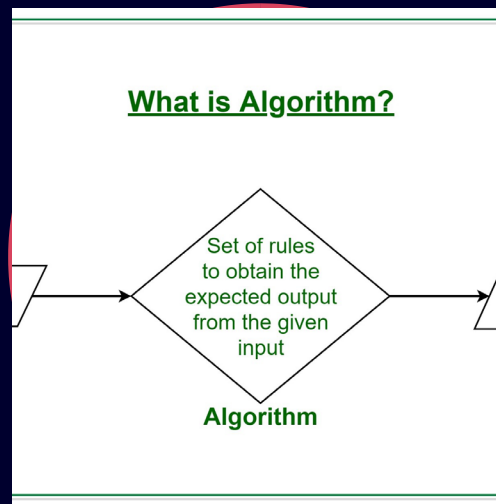 What is Algorithm?
Set of rules
to obtain the
expected output
from the given
input
Algorithm